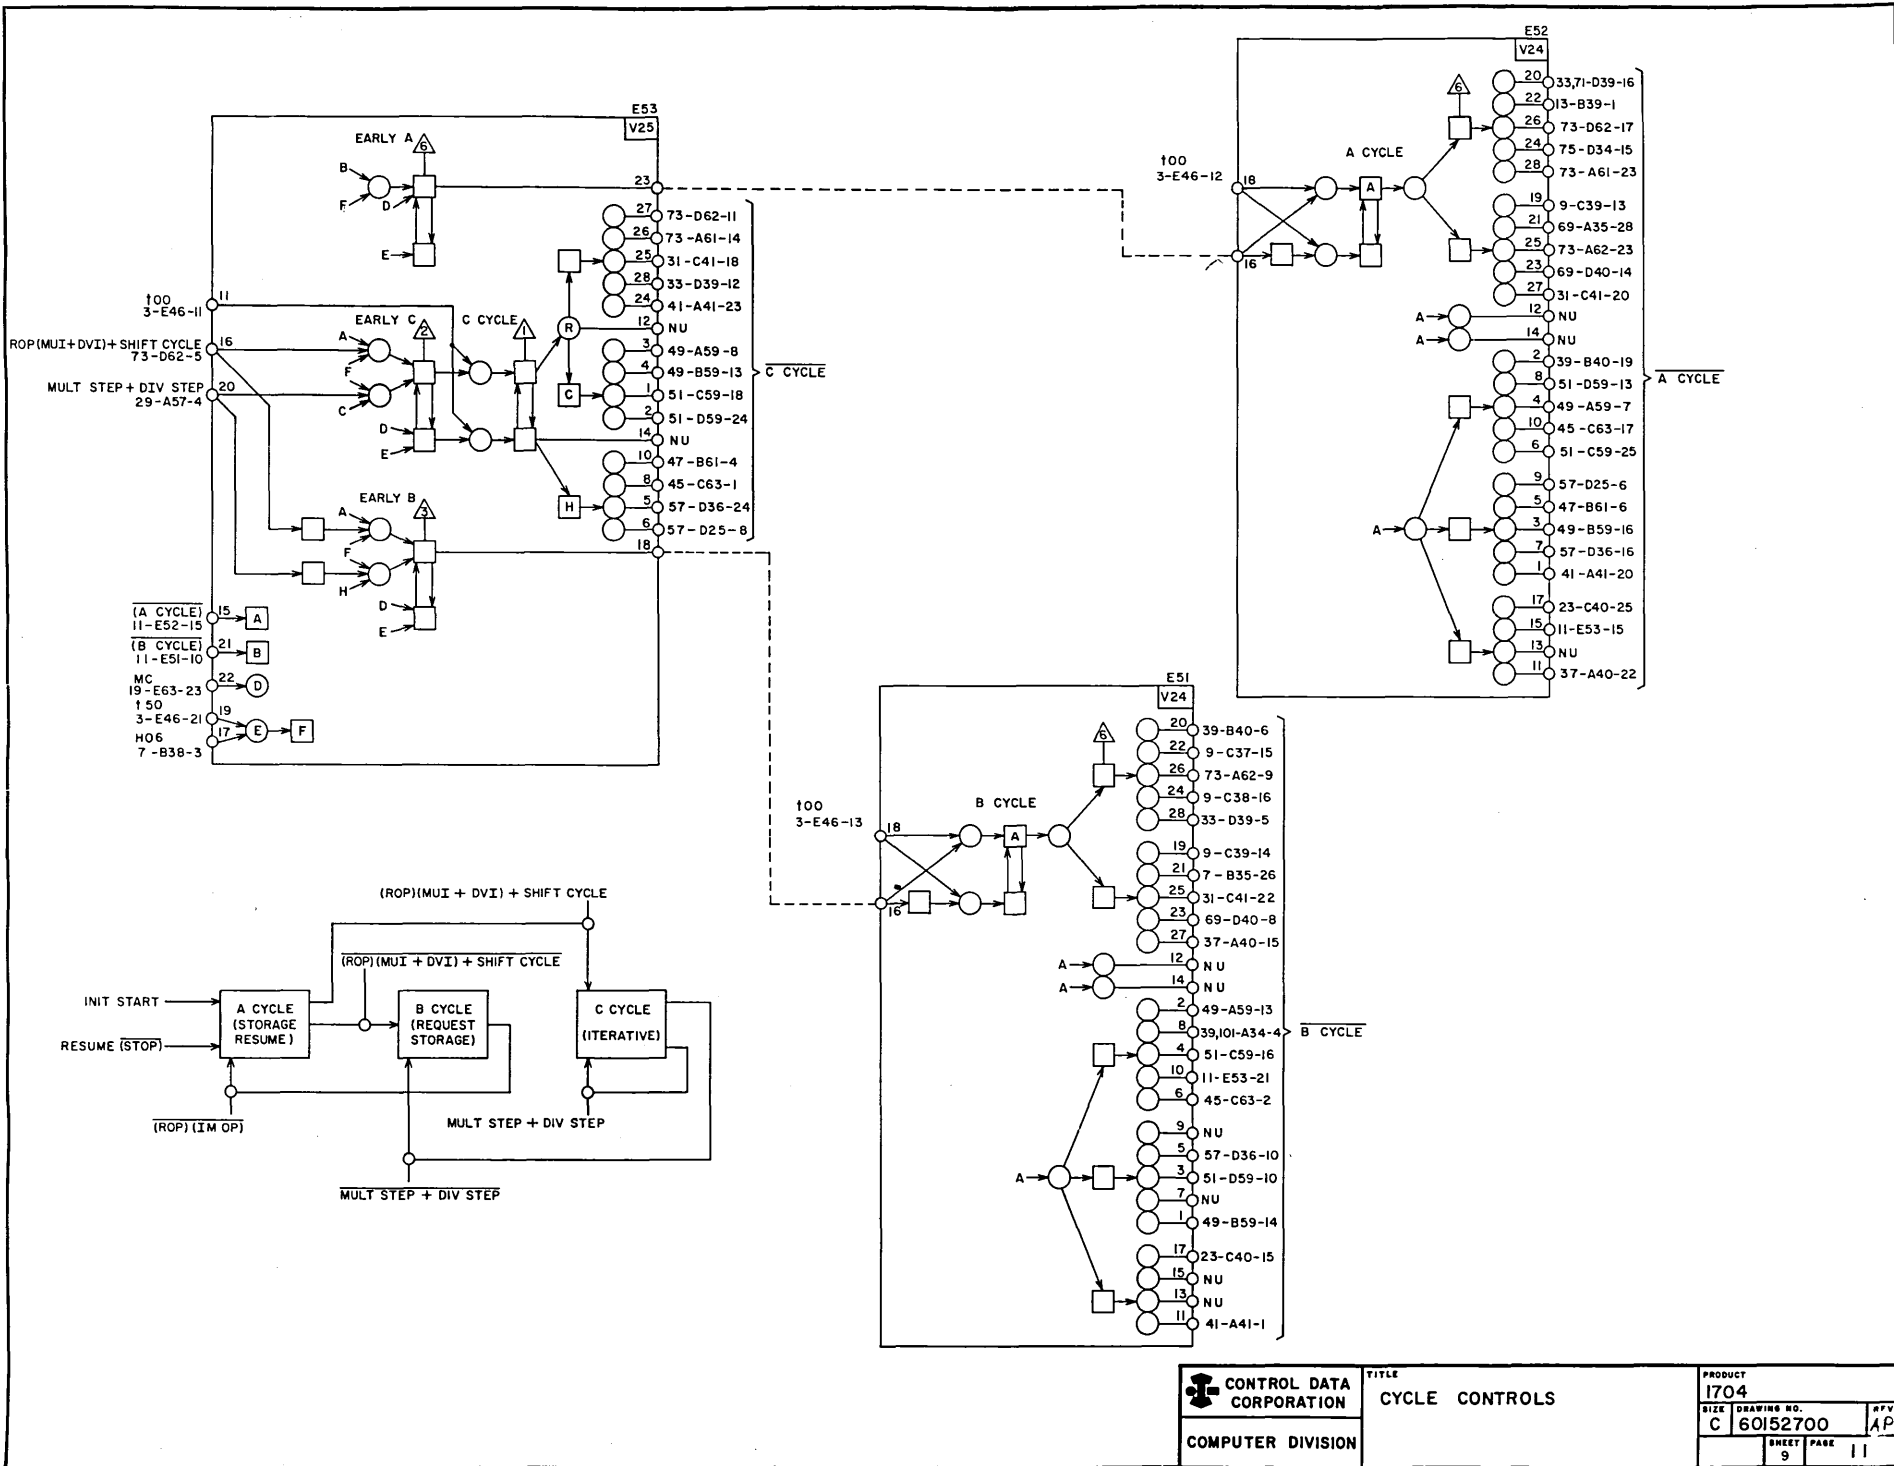 E53
V25
EARLY A
6
B
F
D
E
23
27 73-D62-11
26 73-A61-14
25 31-C41-18
28 33-D39-12
24 41-A41-23
12 NU
3 49-A59-8
4 49-B59-13
1 51-C59-18
2 51-D59-24
14 NU
10 47-B61-4
8 45-C63-1
5 57-D36-24
6 57-D25-8
18
C CYCLE
t00
3-E46-11
11
ROP(MUI+DVI)+SHIFT CYCLE
73-D62-5
16
MULT STEP + DIV STEP
29-A57-4
20
EARLY C
2
C CYCLE
1
A
F
C
D
E
R
C
H
EARLY B
3
A
F
H
D
E
(A CYCLE)
11-E52-15
15
A
(B CYCLE)
11-E51-10
21
B
MC
19-E63-23
22
D
t50
3-E46-21
19
H06
7-B38-3
17
E
F
E52
V24
t00
3-E46-12
18
16
A CYCLE
A
6
20 33,71-D39-16
22 13-B39-1
26 73-D62-17
24 75-D34-15
28 73-A61-23
19 9-C39-13
21 69-A35-28
25 73-A62-23
23 69-D40-14
27 31-C41-20
A 12 NU
A 14 NU
2 39-B40-19
8 51-D59-13
4 49-A59-7
10 45-C63-17
6 51-C59-25
9 57-D25-6
5 47-B61-6
A 3 49-B59-16
7 57-D36-16
1 41-A41-20
17 23-C40-25
15 11-E53-15
13 NU
11 37-A40-22
A CYCLE
E51
V24
t00
3-E46-13
18
16
B CYCLE
A
6
20 39-B40-6
22 9-C37-15
26 73-A62-9
24 9-C38-16
28 33-D39-5
19 9-C39-14
21 7-B35-26
25 31-C41-22
23 69-D40-8
27 37-A40-15
A 12 NU
A 14 NU
2 49-A59-13
8 39,101-A34-4
4 51-C59-16
10 11-E53-21
6 45-C63-2
9 NU
5 57-D36-10
A 3 51-D59-10
7 NU
1 49-B59-14
17 23-C40-15
15 NU
13 NU
11 41-A41-1
B CYCLE
(ROP)(MUI + DVI) + SHIFT CYCLE
(ROP)(MUI + DVI) + SHIFT CYCLE
INIT START
RESUME (STOP)
A CYCLE
(STORAGE
RESUME)
B CYCLE
(REQUEST
STORAGE)
C CYCLE
(ITERATIVE)
(ROP)(IM OP)
MULT STEP + DIV STEP
MULT STEP + DIV STEP
CONTROL DATA
CORPORATION
COMPUTER DIVISION
TITLE
CYCLE CONTROLS
PRODUCT
1704
SIZE
C
DRAWING NO.
60152700
REV
AP
SHEET
9
PAGE
11